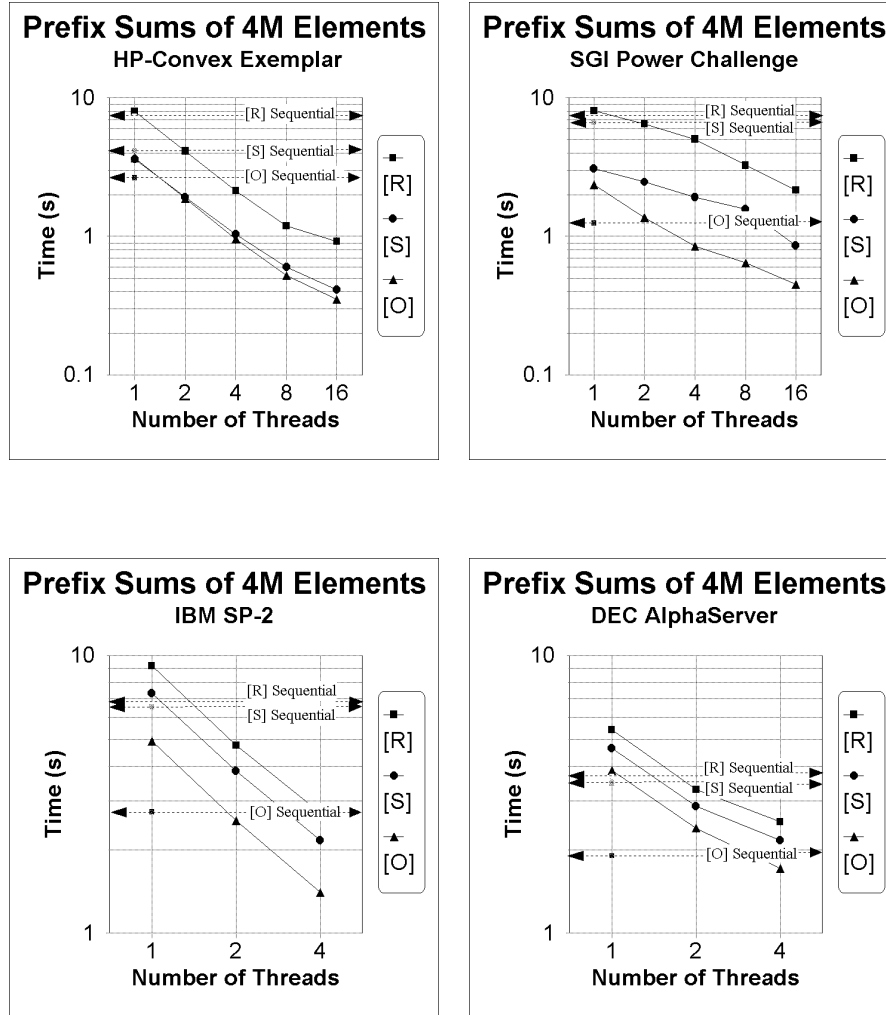 Prefix Sums of 4M Elements
HP-Convex Exemplar
10
1
0.1
Time (s)
[R] Sequential
[S] Sequential
[O] Sequential
1 2 4 8 16
Number of Threads
[R]
[S]
[O]
Prefix Sums of 4M Elements
SGI Power Challenge
10
1
0.1
Time (s)
[R] Sequential
[S] Sequential
[O] Sequential
1 2 4 8 16
Number of Threads
[R]
[S]
[O]
Prefix Sums of 4M Elements
IBM SP-2
10
1
Time (s)
[R] Sequential
[S] Sequential
[O] Sequential
1 2 4
Number of Threads
[R]
[S]
[O]
Prefix Sums of 4M Elements
DEC AlphaServer
10
1
Time (s)
[R] Sequential
[S] Sequential
[O] Sequential
1 2 4
Number of Threads
[R]
[S]
[O]